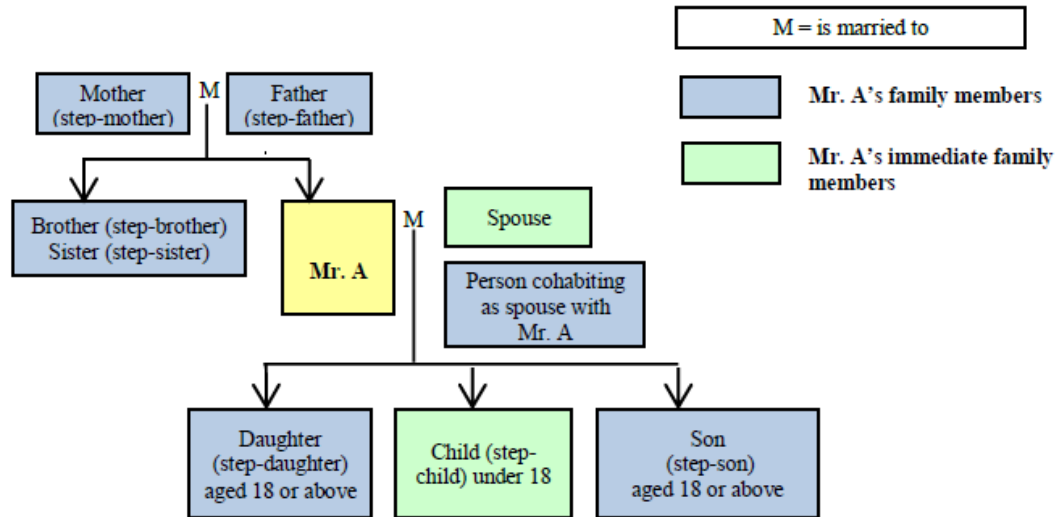 M = is married to
Mother
(step-mother)
M
Father
(step-father)
Mr. A's family members
Mr. A's immediate family
members
Brother (step-brother)
Sister (step-sister)
Mr. A
M
Spouse
Person cohabiting
as spouse with
Mr. A
Daughter
(step-daughter)
aged 18 or above
Child (step-
child) under 18
Son
(step-son)
aged 18 or above